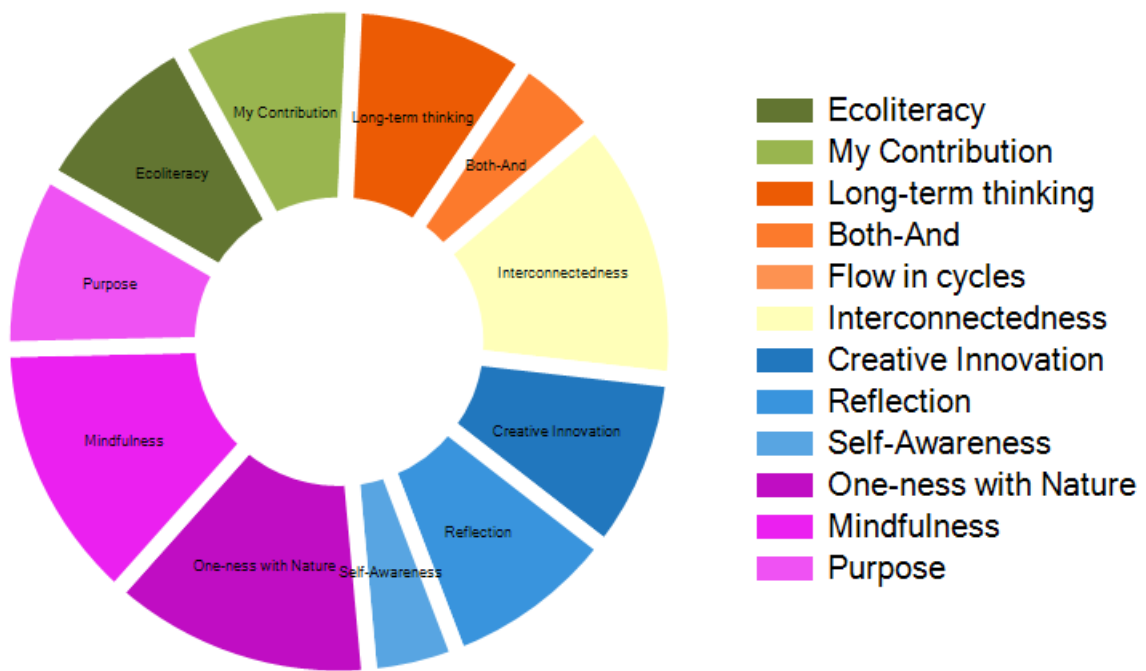 My Contribution
Long-term thinking
Both-And
Ecoliteracy
Interconnectedness
Purpose
Creative Innovation
Mindfulness
Reflection
One-ness with Nature
Self-Awareness
Ecoliteracy
My Contribution
Long-term thinking
Both-And
Flow in cycles
Interconnectedness
Creative Innovation
Reflection
Self-Awareness
One-ness with Nature
Mindfulness
Purpose